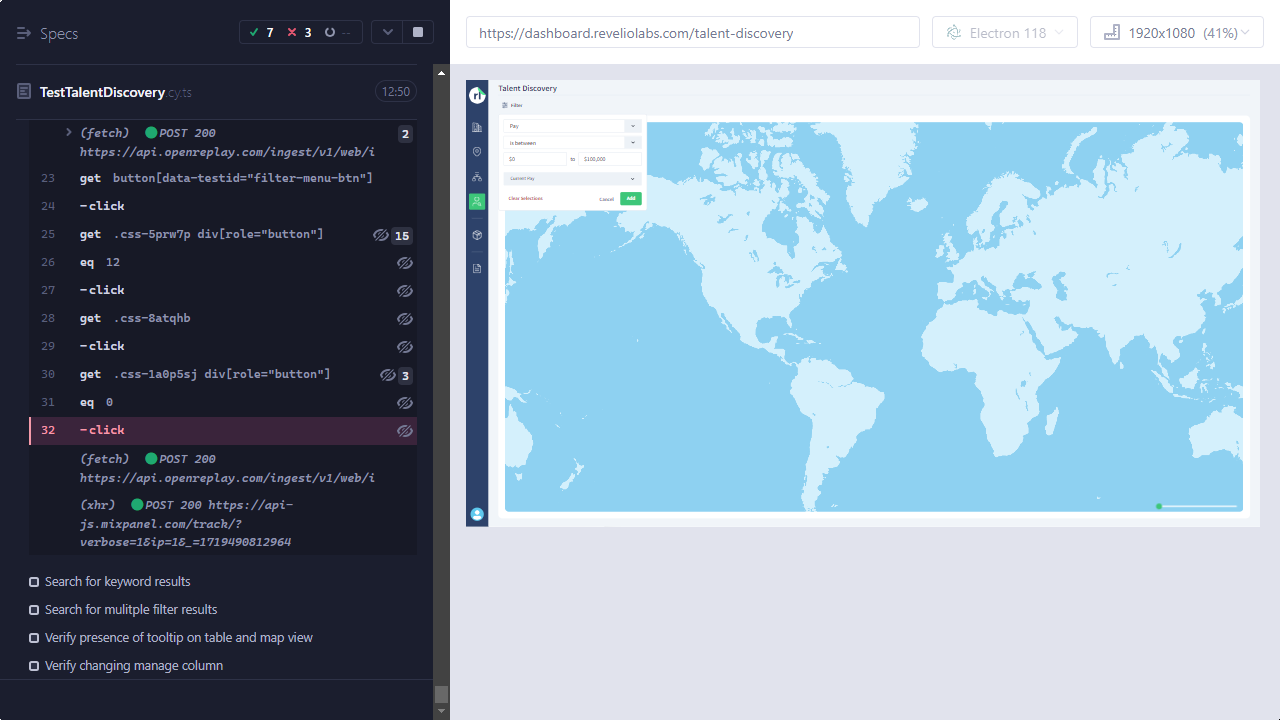 Specs
7
3
--
https://dashboard.reveliolabs.com/talent-discovery
Electron 118
1920x1080 (41%)
TestTalentDiscovery.cy.ts
12:50
(fetch) POST 200
https://api.openreplay.com/ingest/v1/web/i
2
23 get button[data-testid="filter-menu-btn"]
24 -click
25 get .css-5prw7p div[role="button"] 15
26 eq 12
27 -click
28 get .css-8atqhb
29 -click
30 get .css-1a0p5sj div[role="button"] 3
31 eq 0
32 -click
(fetch) POST 200
https://api.openreplay.com/ingest/v1/web/i
(xhr) POST 200 https://api-
js.mixpanel.com/track/?
verbose=1&ip=1&_=1719490812964
Search for keyword results
Search for mulitple filter results
Verify presence of tooltip on table and map view
Verify changing manage column
rl
Talent Discovery
Filter
Pay
Is between
$0 to $100,000
Current Pay
Clear Selections
Cancel
Add